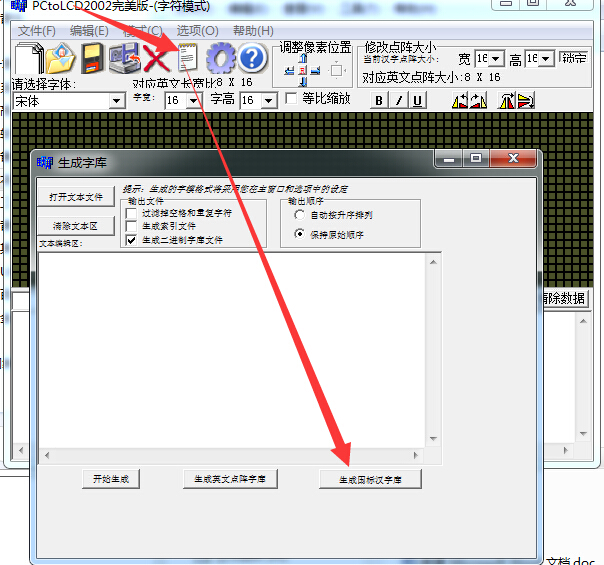 PCtoLCD2002完美版-(字符模式)
文件(F) 编辑(E) 模式(C) 选项(O) 帮助(H)
调整像素位置
修改点阵大小
当前汉字点阵大小:
宽 16 高 16 锁定
对应英文点阵大小:8 X 16
请选择字体:
对应英文长宽比:8 X 16
宋体
字宽: 16 字高 16 等比缩放
B I U
生成字库
打开文本文件
提示: 生成的字模格式将采用您在主窗口和选项中的设定
输出文件
输出顺序
过滤掉空格和重复字符
自动按升序排列
清除文本区
生成索引文件
保持原始顺序
生成二进制字库文件
文本编辑区:
清除数据
开始生成
生成英文点阵字库
生成国标汉字库
文档.doc